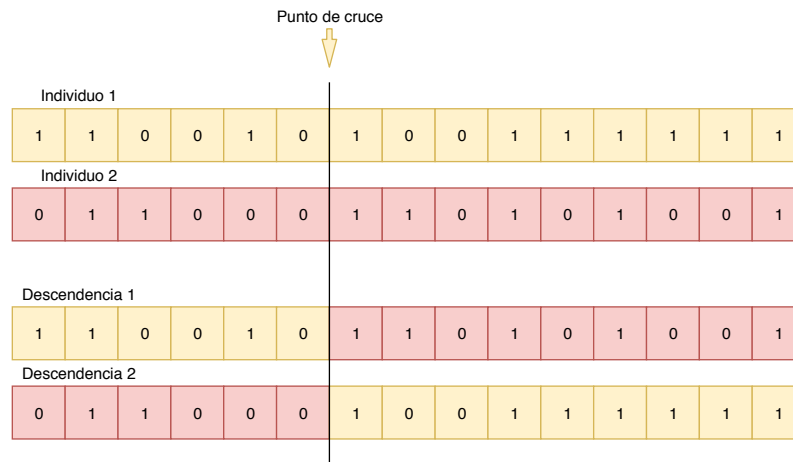 Punto de cruce
Individuo 1
1 1 0 0 1 0 1 0 0 1 1 1 1 1 1
Individuo 2
0 1 1 0 0 0 1 1 0 1 0 1 0 0 1
Descendencia 1
1 1 0 0 1 0 1 1 0 1 0 1 0 0 1
Descendencia 2
0 1 1 0 0 0 1 0 0 1 1 1 1 1 1